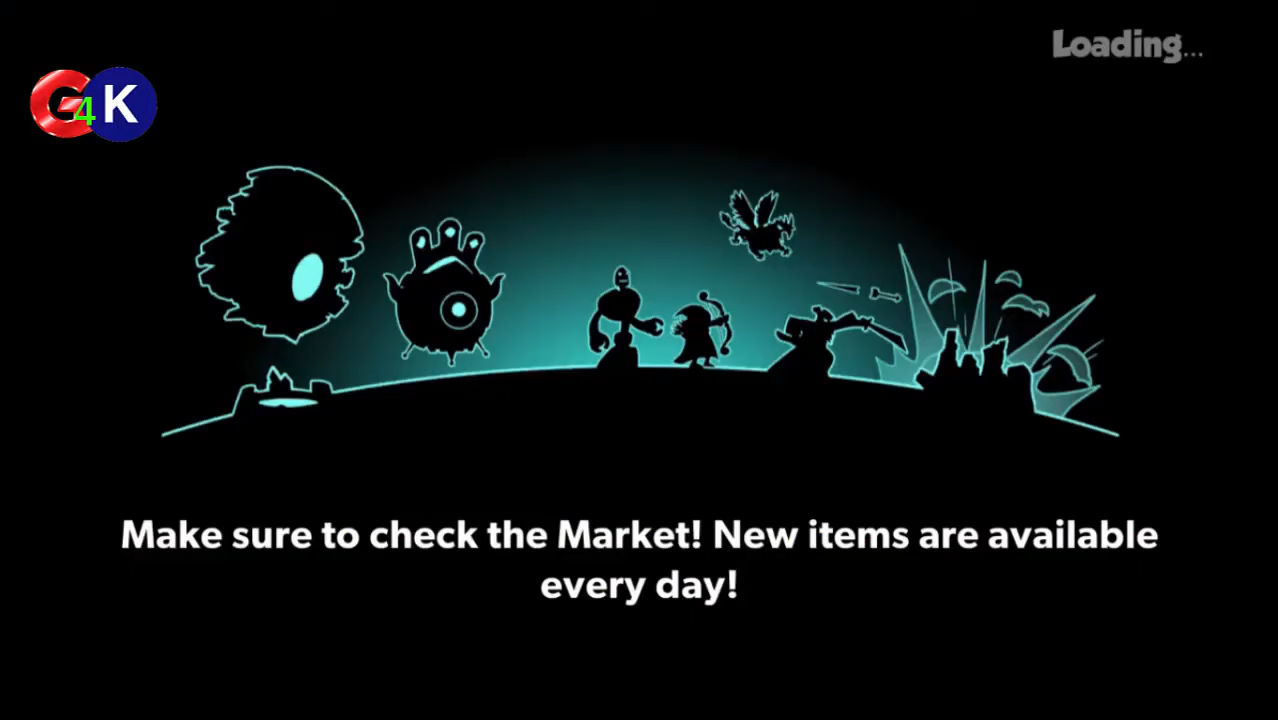 Loading...
G4K
Make sure to check the Market! New items are available
every day!